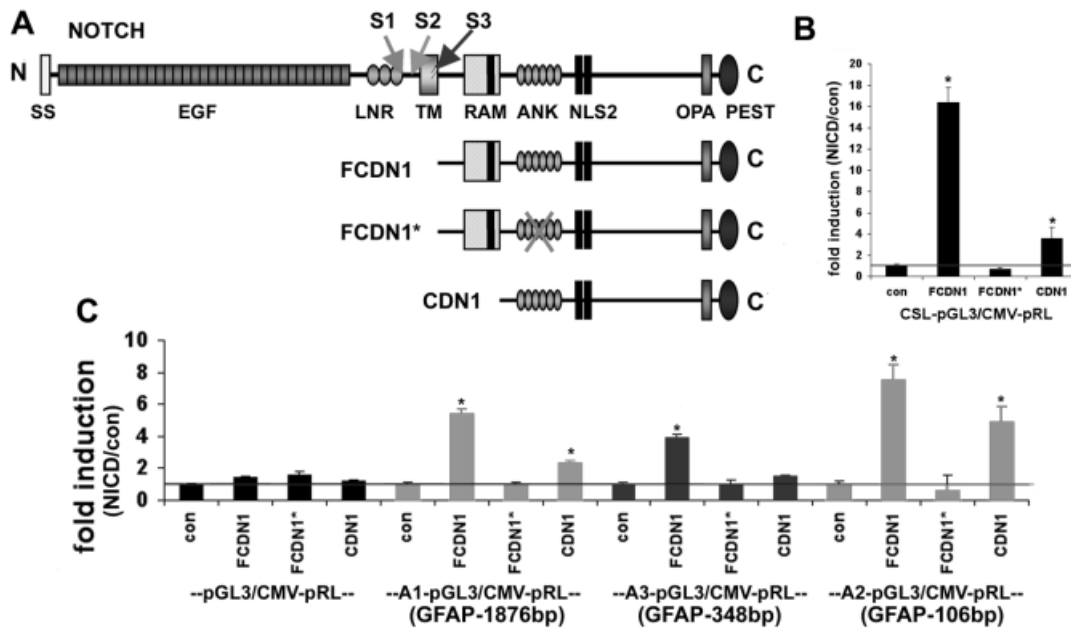 A
NOTCH
S1 S2 S3
N
C
SS EGF LNR TM RAM ANK NLS2 OPA PEST
FCDN1 C
FCDN1* C
CDN1 C
B
fold induction (NICD/con)
20
18
16
14
12
10
8
6
4
2
0
* *
con FCDN1 FCDN1* CDN1
CSL-pGL3/CMV-pRL
C
fold induction
(NICD/con)
10
8
6
4
2
0
* * * * *
con FCDN1 FCDN1* CDN1 con FCDN1 FCDN1* CDN1 con FCDN1 FCDN1* CDN1 con FCDN1 FCDN1* CDN1
--pGL3/CMV-pRL-- --A1-pGL3/CMV-pRL-- --A3-pGL3/CMV-pRL-- --A2-pGL3/CMV-pRL--
(GFAP-1876bp) (GFAP-348bp) (GFAP-106bp)